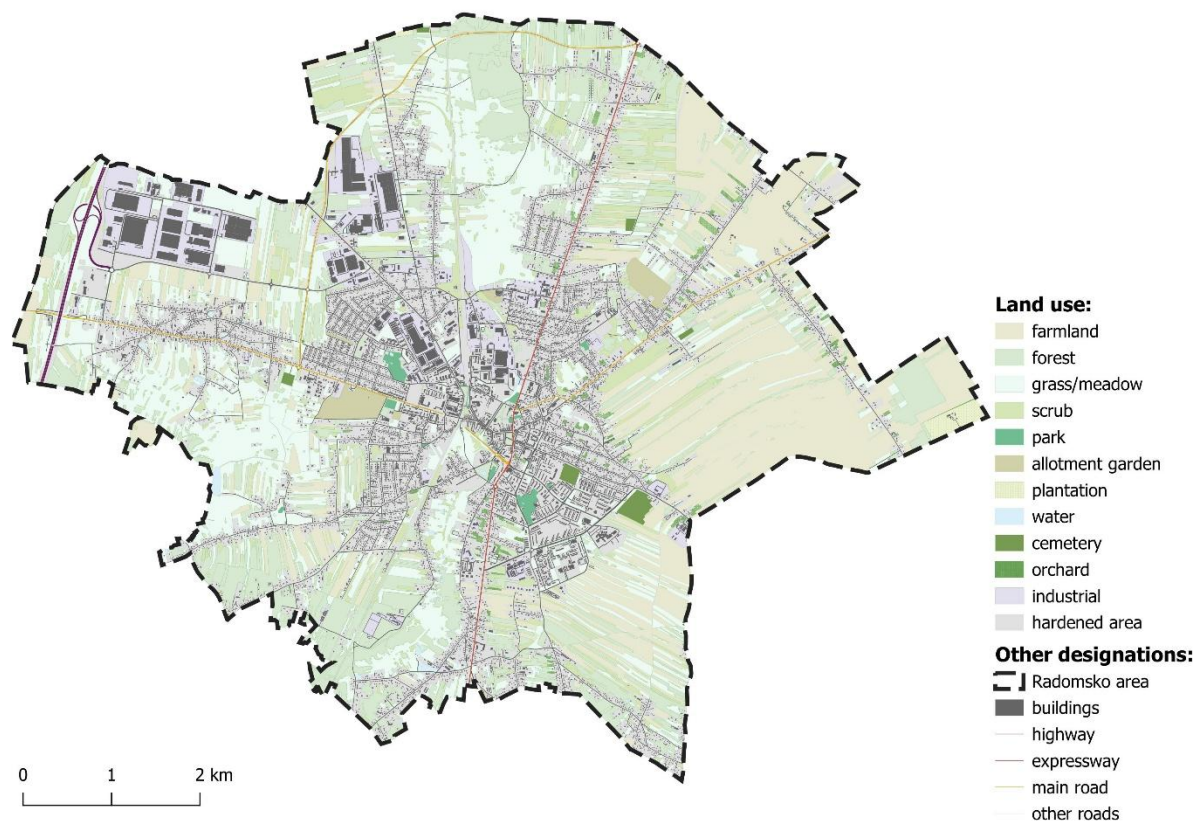 Land use:
farmland
forest
grass/meadow
scrub
park
allotment garden
plantation
water
cemetery
orchard
industrial
hardened area
Other designations:
Radomsko area
buildings
highway
expressway
main road
other roads
0 1 2 km